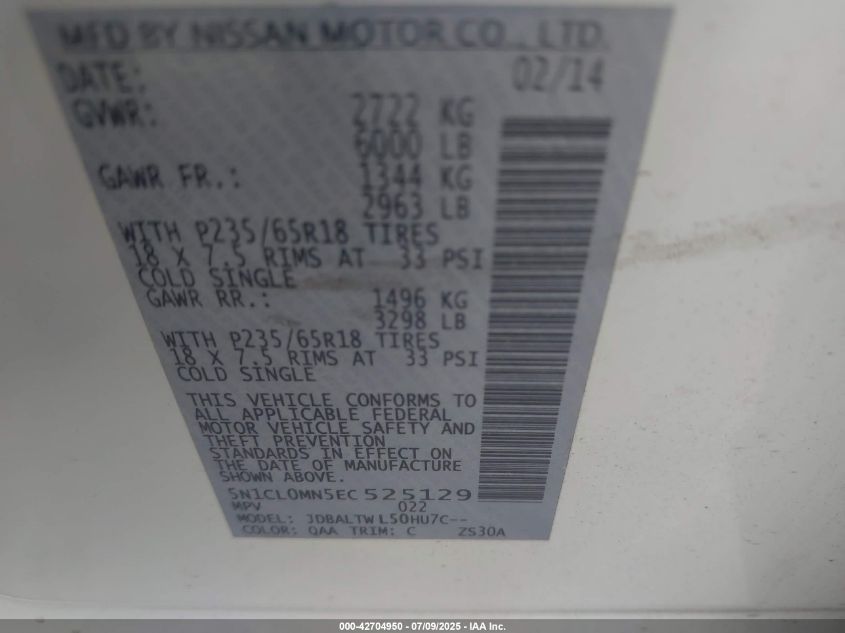 MFD BY NISSAN MOTOR CO., LTD.
DATE: 02/14
GVWR: 2722 KG
6000 LB
GAWR FR.: 1344 KG
2963 LB
WITH P235/65R18 TIRES
18 X 7.5 RIMS AT 33 PSI
COLD SINGLE
GAWR RR.: 1496 KG
3298 LB
WITH P235/65R18 TIRES
18 X 7.5 RIMS AT 33 PSI
COLD SINGLE
THIS VEHICLE CONFORMS TO
ALL APPLICABLE FEDERAL
MOTOR VEHICLE SAFETY AND
THEFT PREVENTION
STANDARDS IN EFFECT ON
THE DATE OF MANUFACTURE
SHOWN ABOVE.
5N1CL0MN5EC525129
MPV 022
MODEL: JDBALTWL50HU7C--
COLOR: QAA TRIM: C ZS30A
000-42704950 - 07/09/2025 - IAA Inc.